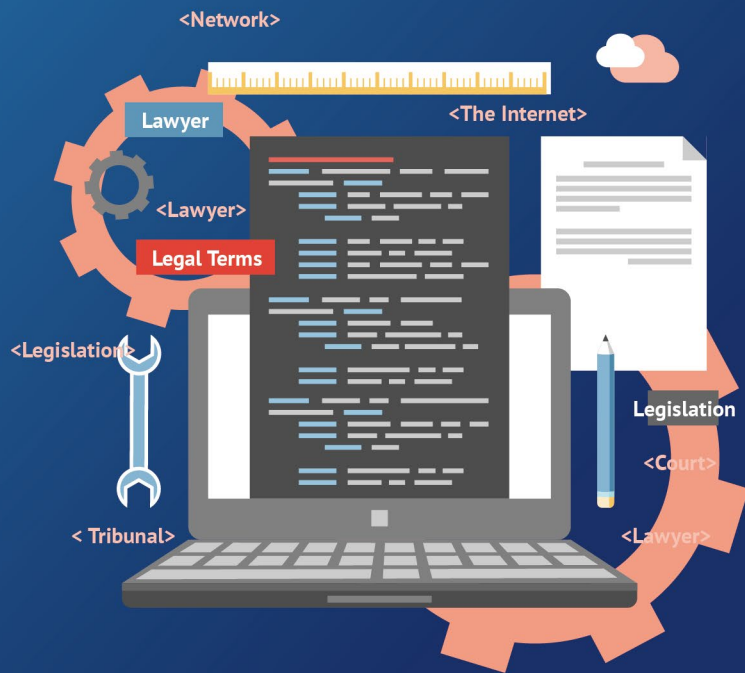 <Network>
<The Internet>
Lawyer
<Lawyer>
Legal Terms
<Legislation>
Legislation
<Court>
< Tribunal>
<Lawyer>